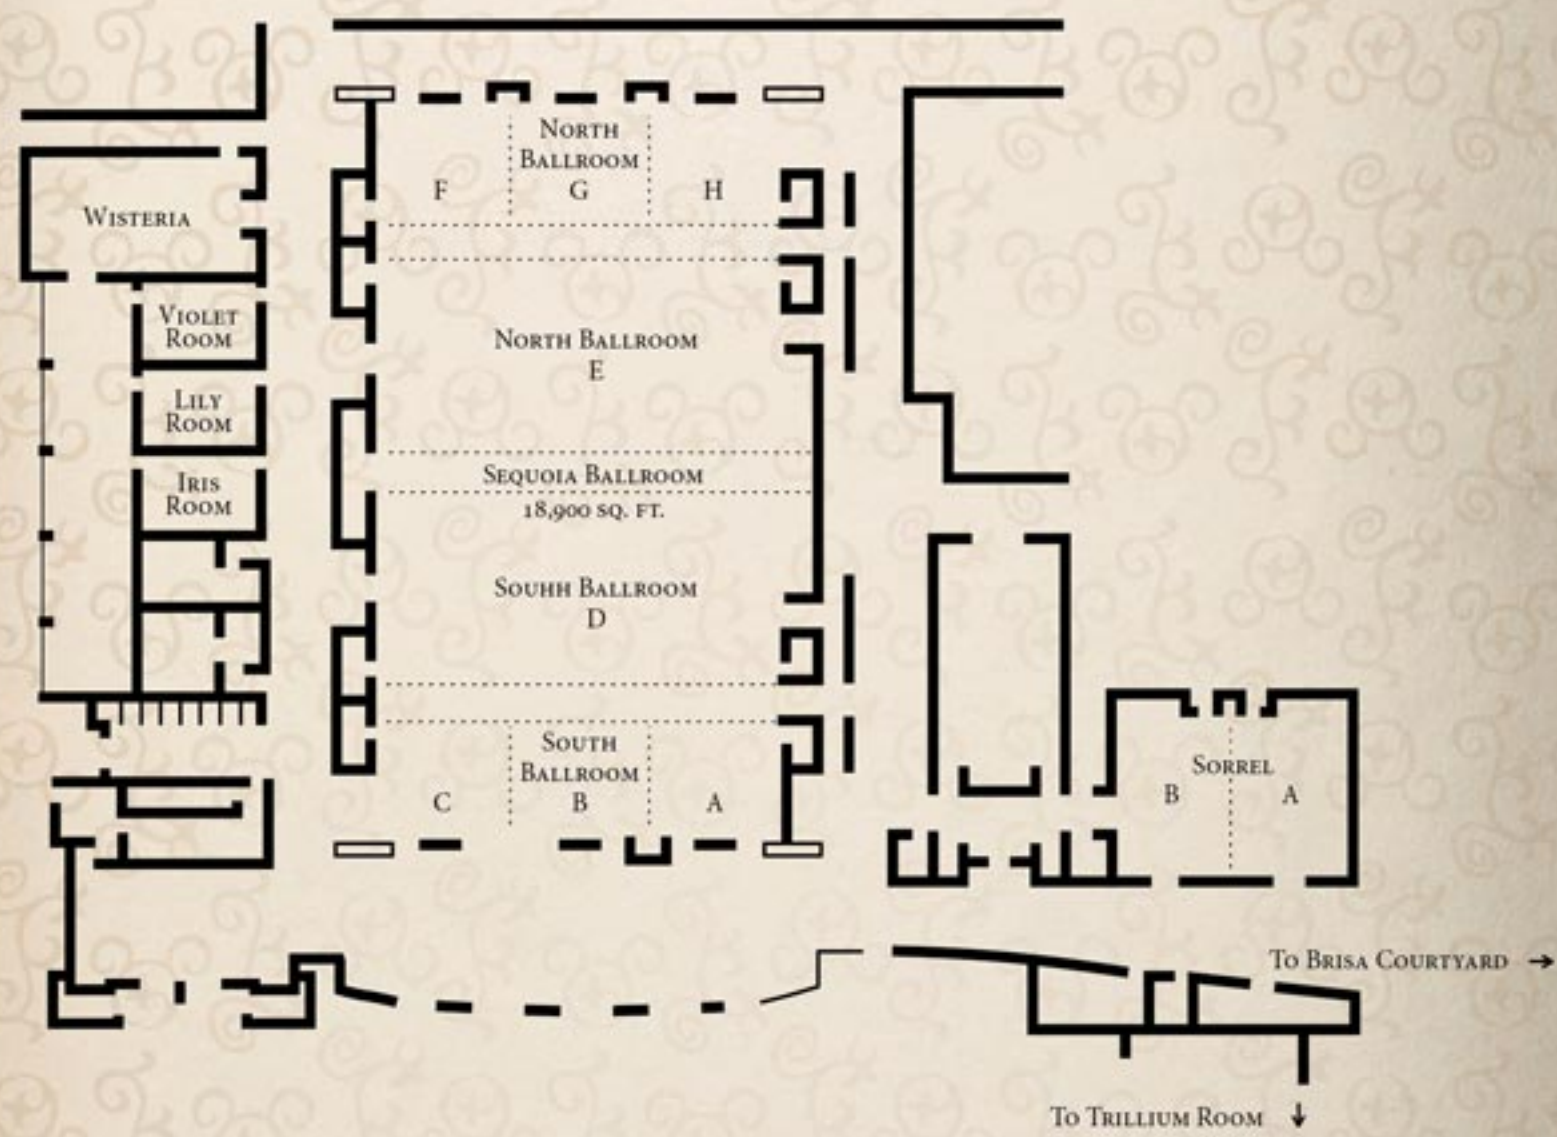 North
Ballroom
F
G
H
Wisteria
Violet
Room
North Ballroom
E
Lily
Room
Sequoia Ballroom
18,900 sq. ft.
Iris
Room
Souhh Ballroom
D
South
Ballroom
C
B
A
Sorrel
B
A
To Brisa Courtyard →
To Trillium Room ↓